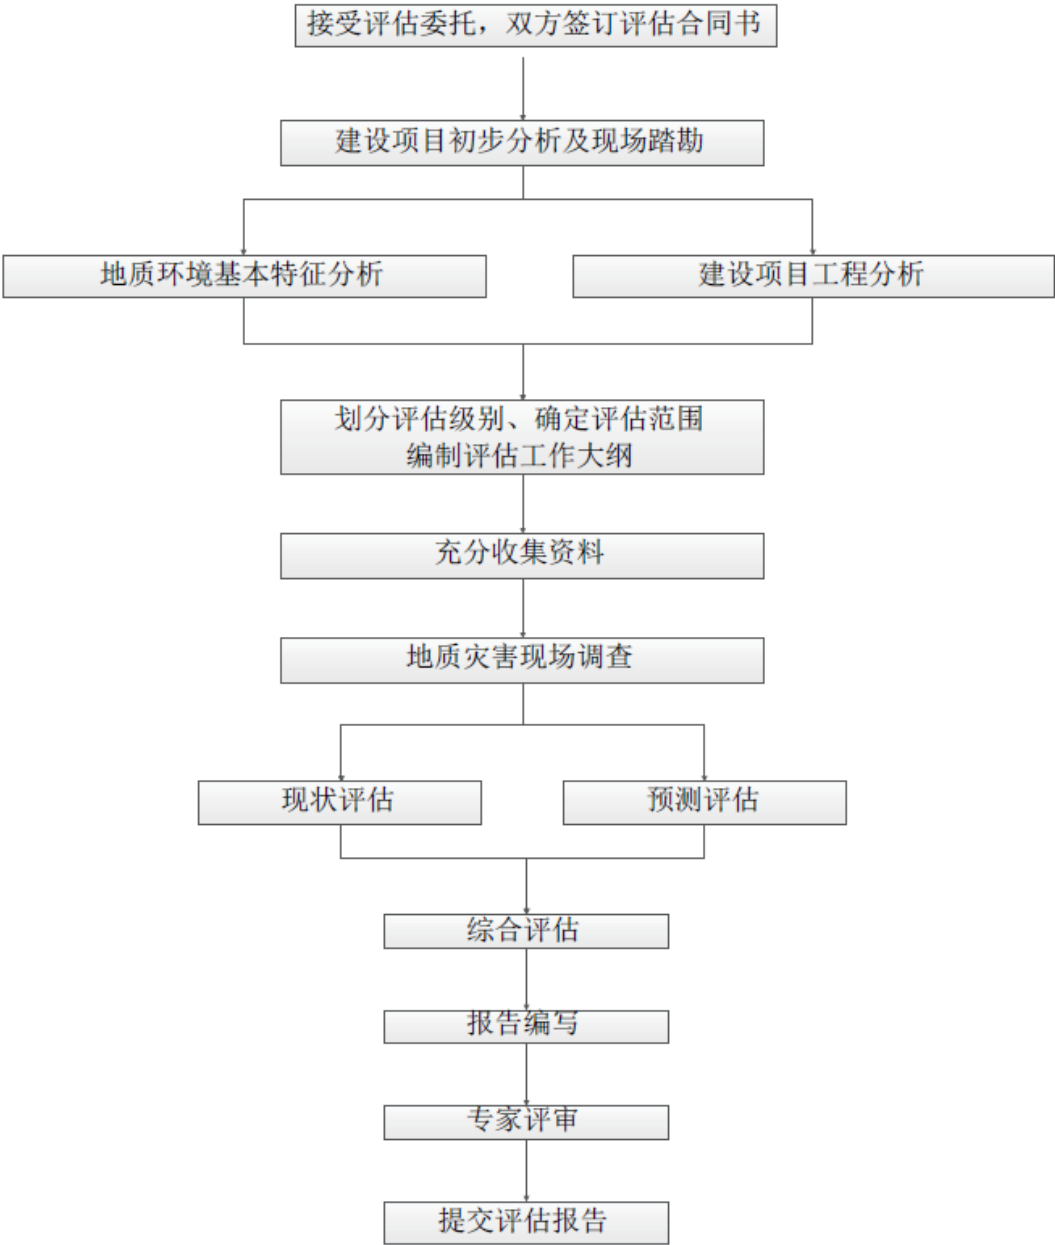 接受评估委托，双方签订评估合同书
建设项目初步分析及现场踏勘
地质环境基本特征分析
建设项目工程分析
划分评估级别、确定评估范围
编制评估工作大纲
充分收集资料
地质灾害现场调查
现状评估
预测评估
综合评估
报告编写
专家评审
提交评估报告